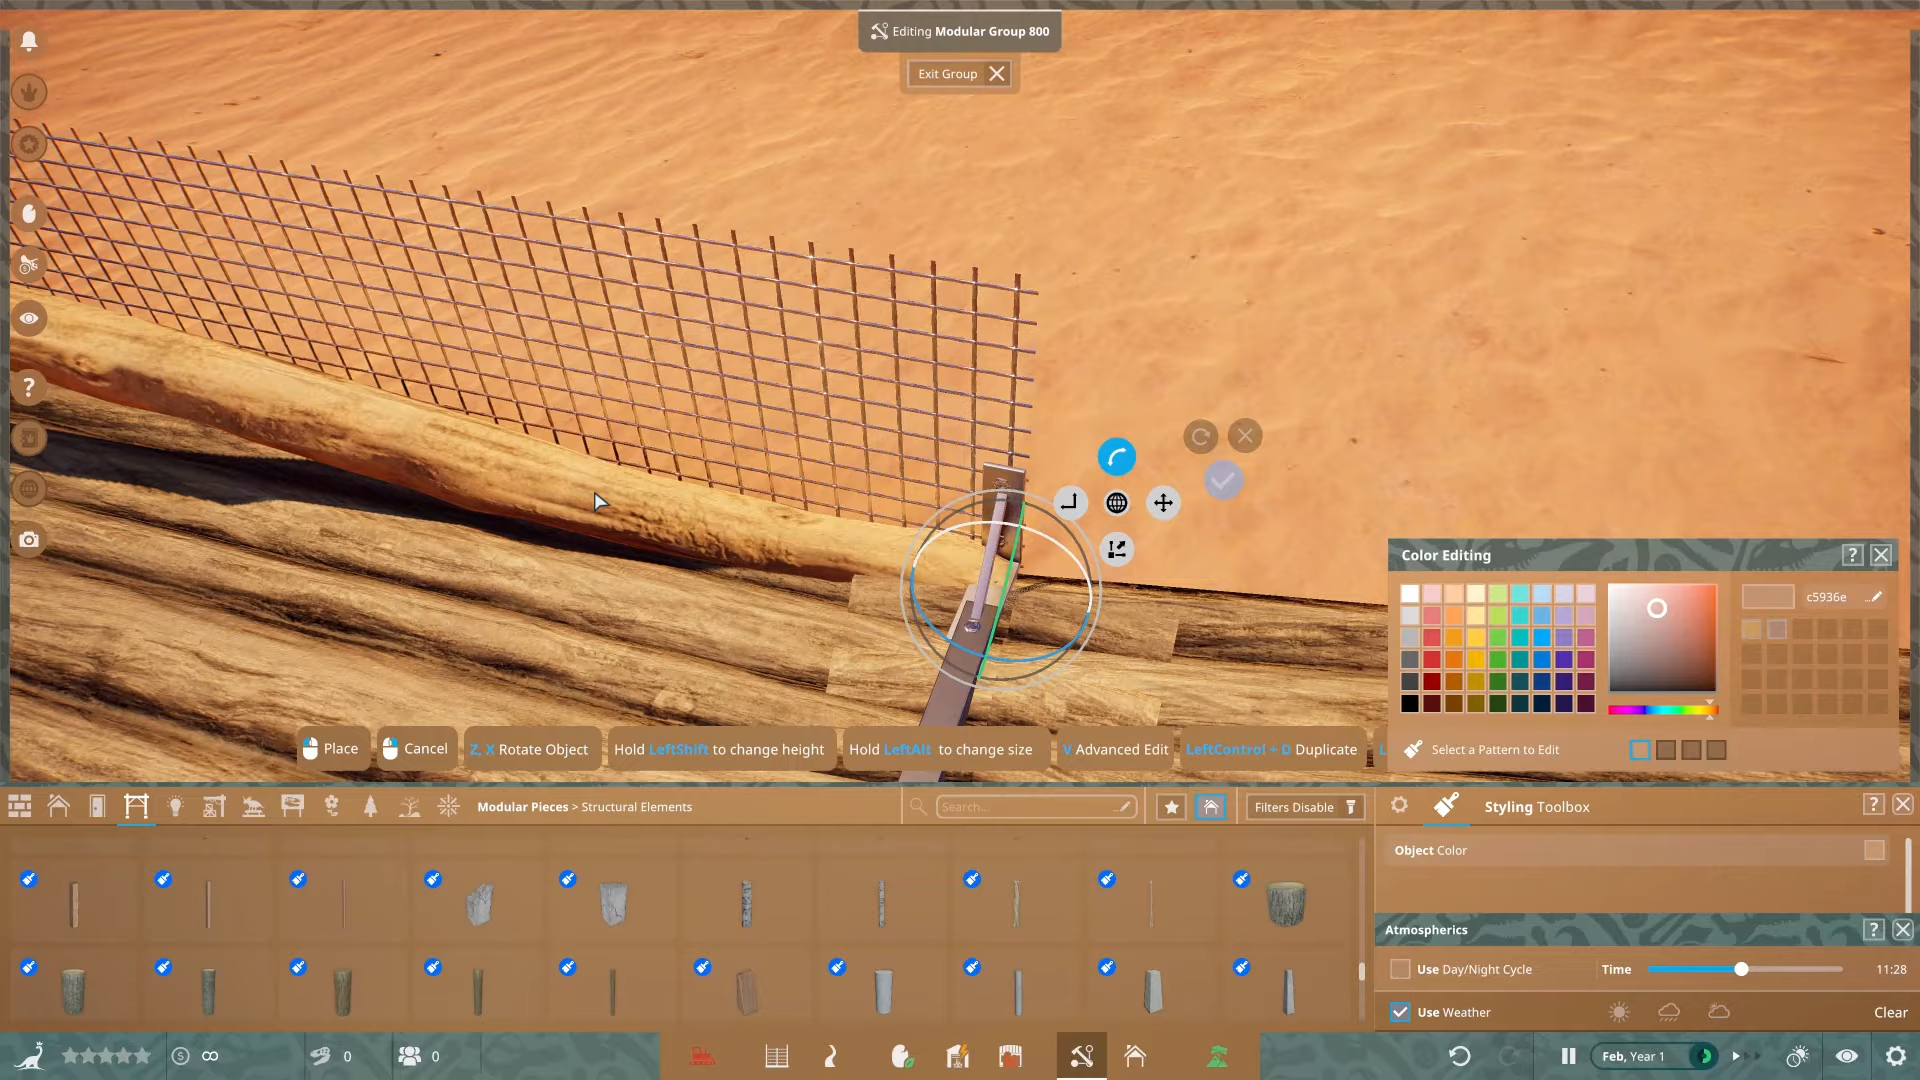 Editing Modular Group 800
Exit Group
?
Color Editing
?
c5936e
Select a Pattern to Edit
Place
Cancel
Z, X Rotate Object
Hold LeftShift to change height
Hold LeftAlt to change size
V Advanced Edit
LeftControl + D Duplicate
L
Modular Pieces > Structural Elements
Search...
Filters Disable
Styling Toolbox
?
Object Color
Atmospherics
?
Use Day/Night Cycle
Time
11:28
Use Weather
Clear
∞
0
0
Feb, Year 1